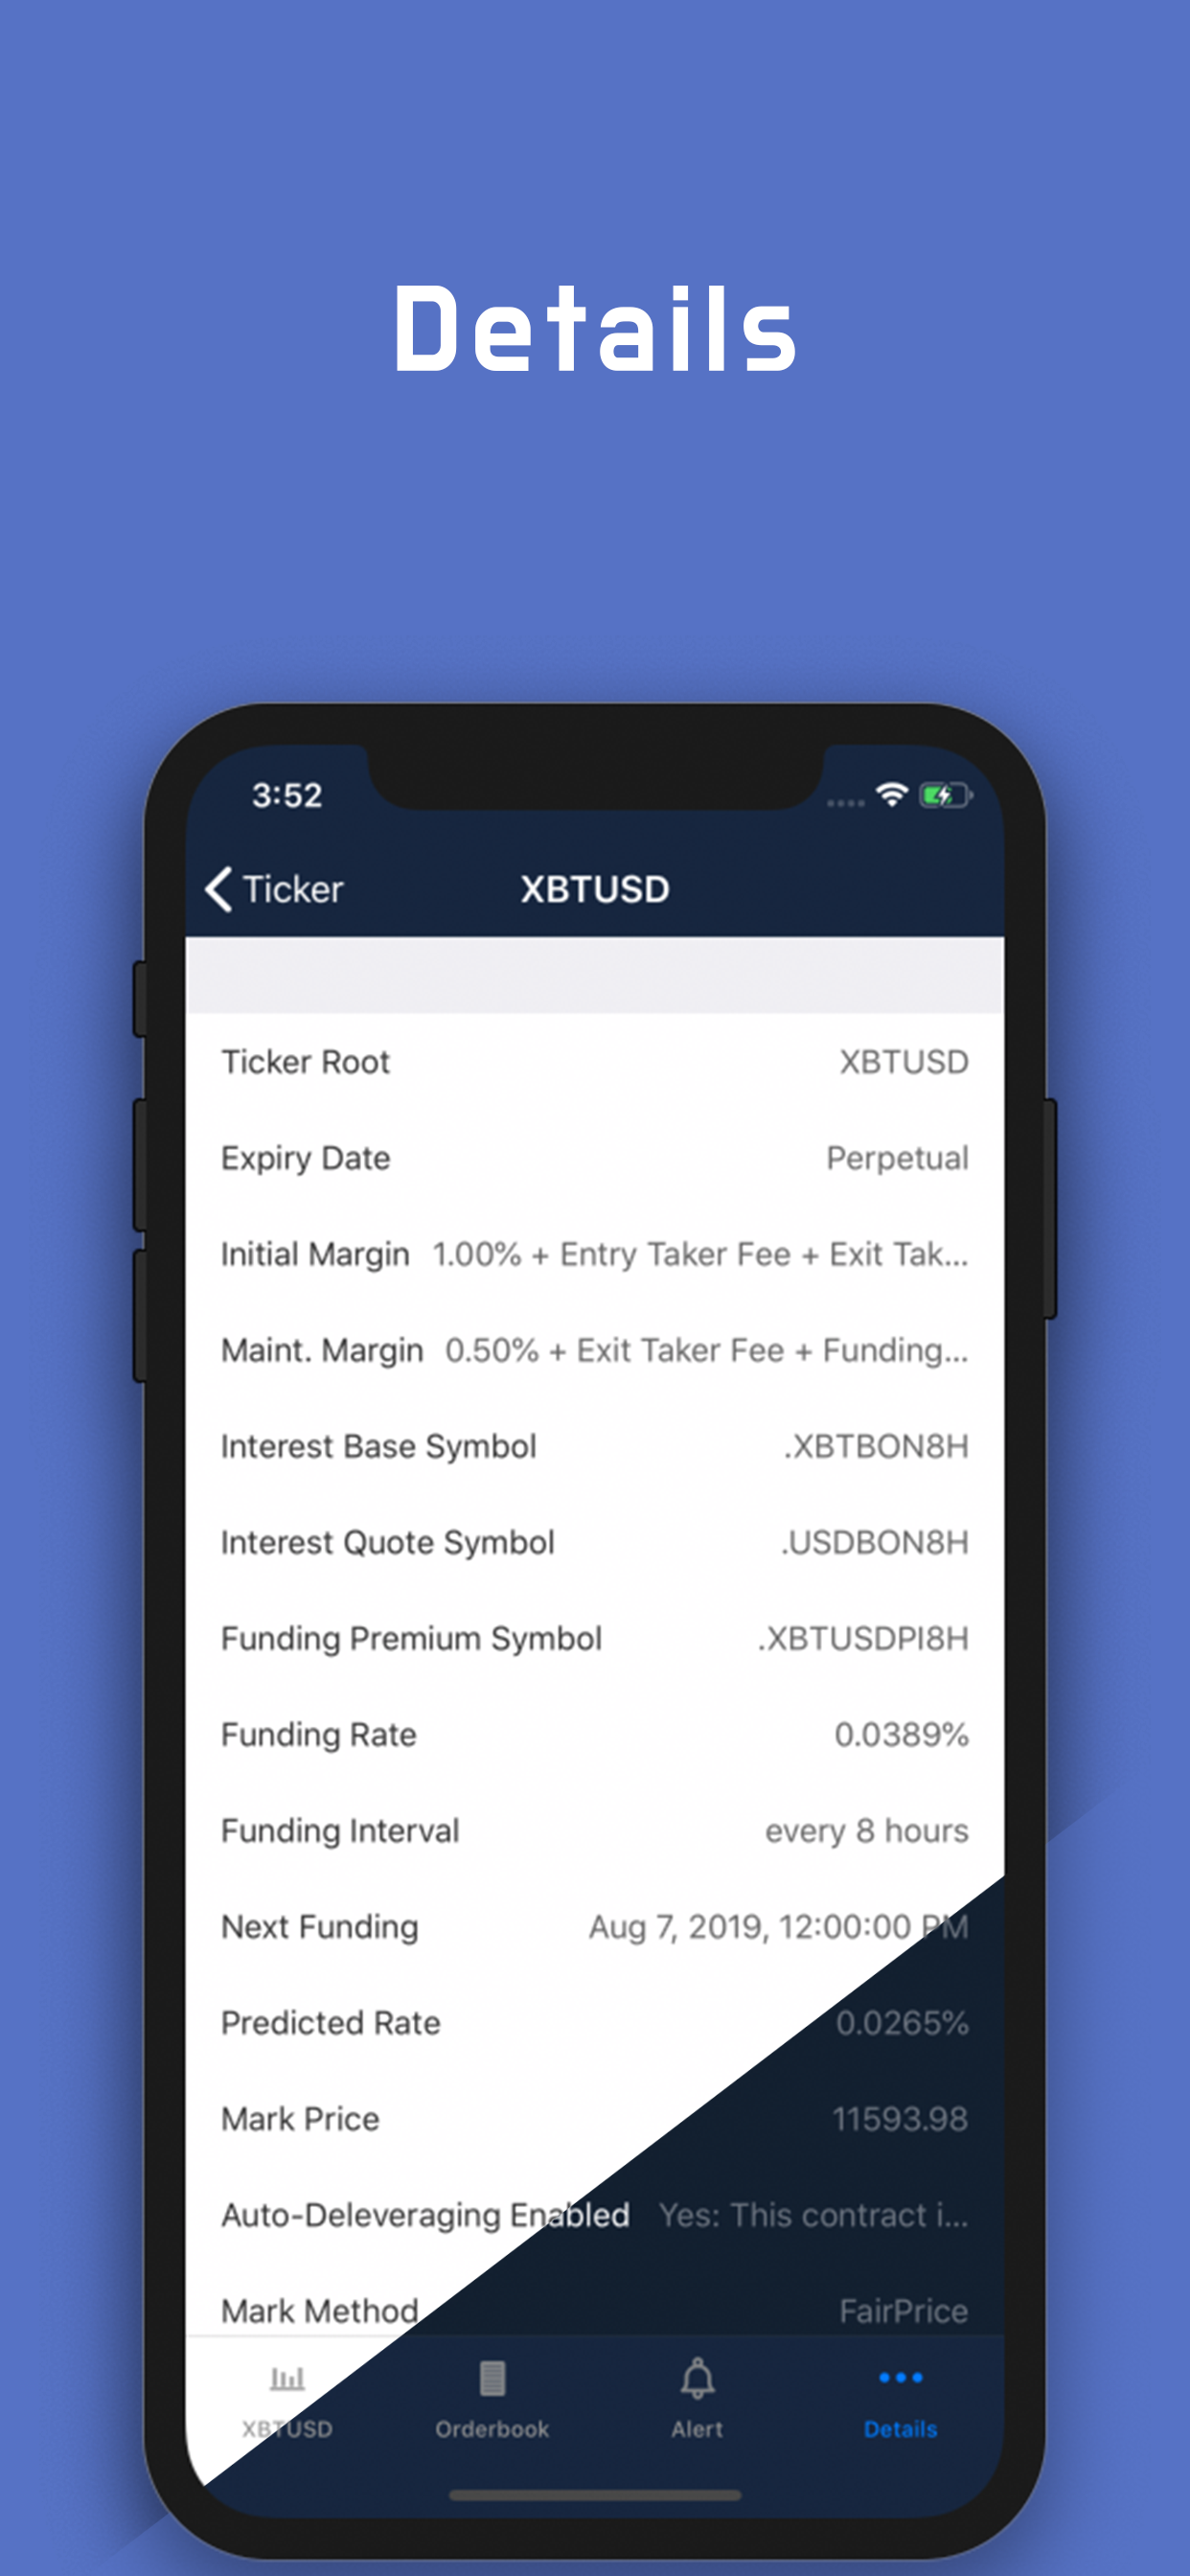 Details
3:52
Ticker XBTUSD
Ticker Root XBTUSD
Expiry Date Perpetual
Initial Margin 1.00% + Entry Taker Fee + Exit Tak...
Maint. Margin 0.50% + Exit Taker Fee + Funding...
Interest Base Symbol .XBTBON8H
Interest Quote Symbol .USDBON8H
Funding Premium Symbol .XBTUSDPI8H
Funding Rate 0.0389%
Funding Interval every 8 hours
Next Funding Aug 7, 2019, 12:00:00 PM
Predicted Rate 0.0265%
Mark Price 11593.98
Auto-Deleveraging Enabled Yes: This contract i...
Mark Method FairPrice
XBTUSD Orderbook Alert Details